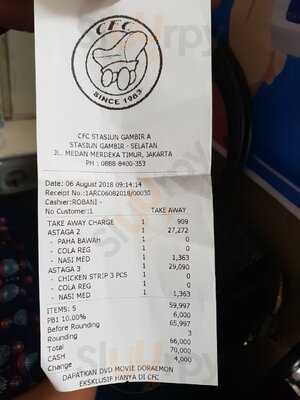 CFC
SINCE 1983
CFC STASIUN GAMBIR A
STASIUN GAMBIR - SELATAN
JL. MEDAN MERDEKA TIMUR, JAKARTA
PH : 0888-8400-353
Date: 06 August 2018 09:14:14
Receipt No.:1ARC06082018/00030
Cashier:ROBANI -
No Customer:1 TAKE AWAY
TAKE AWAY CHARGE 1 909
ASTAGA 2 1 27,272
- PAHA BAWAH 1 0
- COLA REG 1 0
- NASI MED 1 1,363
ASTAGA 3 1 29,090
- CHICKEN STRIP 3 PCS 1 0
- COLA REG 1 0
- NASI MED 1 1,363
ITEMS: 5 59,997
PB1 10.00% 6,000
Before Rounding 65,997
Rounding 3
Total 66,000
CASH 70,000
Change 4,000
DAPATKAN DVD MOVIE DORAEMON
EKSKLUSIF HANYA DI CFC